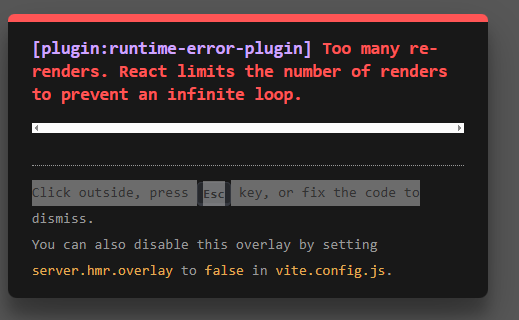 [plugin:runtime-error-plugin] Too many re-
renders. React limits the number of renders
to prevent an infinite loop.
Click outside, press Esc key, or fix the code to
dismiss.
You can also disable this overlay by setting
server.hmr.overlay to false in vite.config.js.